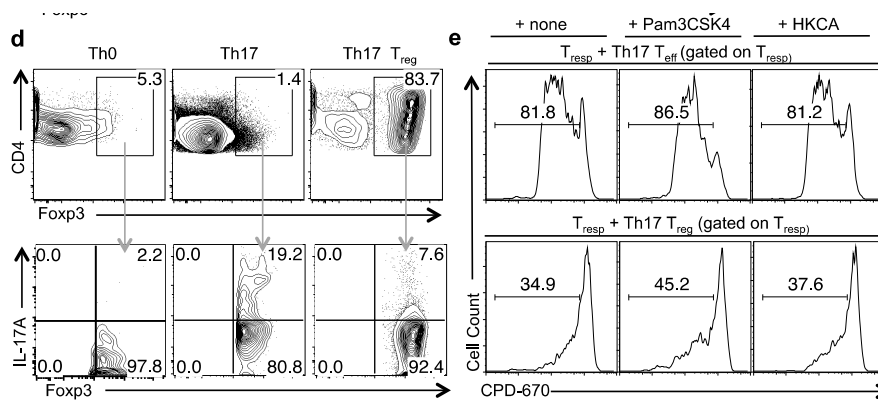 d
Th0
Th17
Th17 Treg
5.3
1.4
83.7
CD4
Foxp3
0.0
2.2
0.0
19.2
0.0
7.6
IL-17A
0.0
97.8
0.0
80.8
0.0
92.4
Foxp3
e
+ none
+ Pam3CSK4
+ HKCA
Tresp + Th17 Teff (gated on Tresp)
81.8
86.5
81.2
Tresp + Th17 Treg (gated on Tresp)
34.9
45.2
37.6
Cell Count
CPD-670